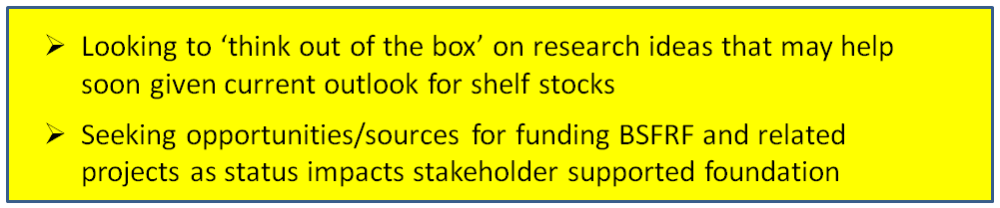 ➢ Looking to ‘think out of the box’ on research ideas that may help
soon given current outlook for shelf stocks
➢ Seeking opportunities/sources for funding BSFRF and related
projects as status impacts stakeholder supported foundation